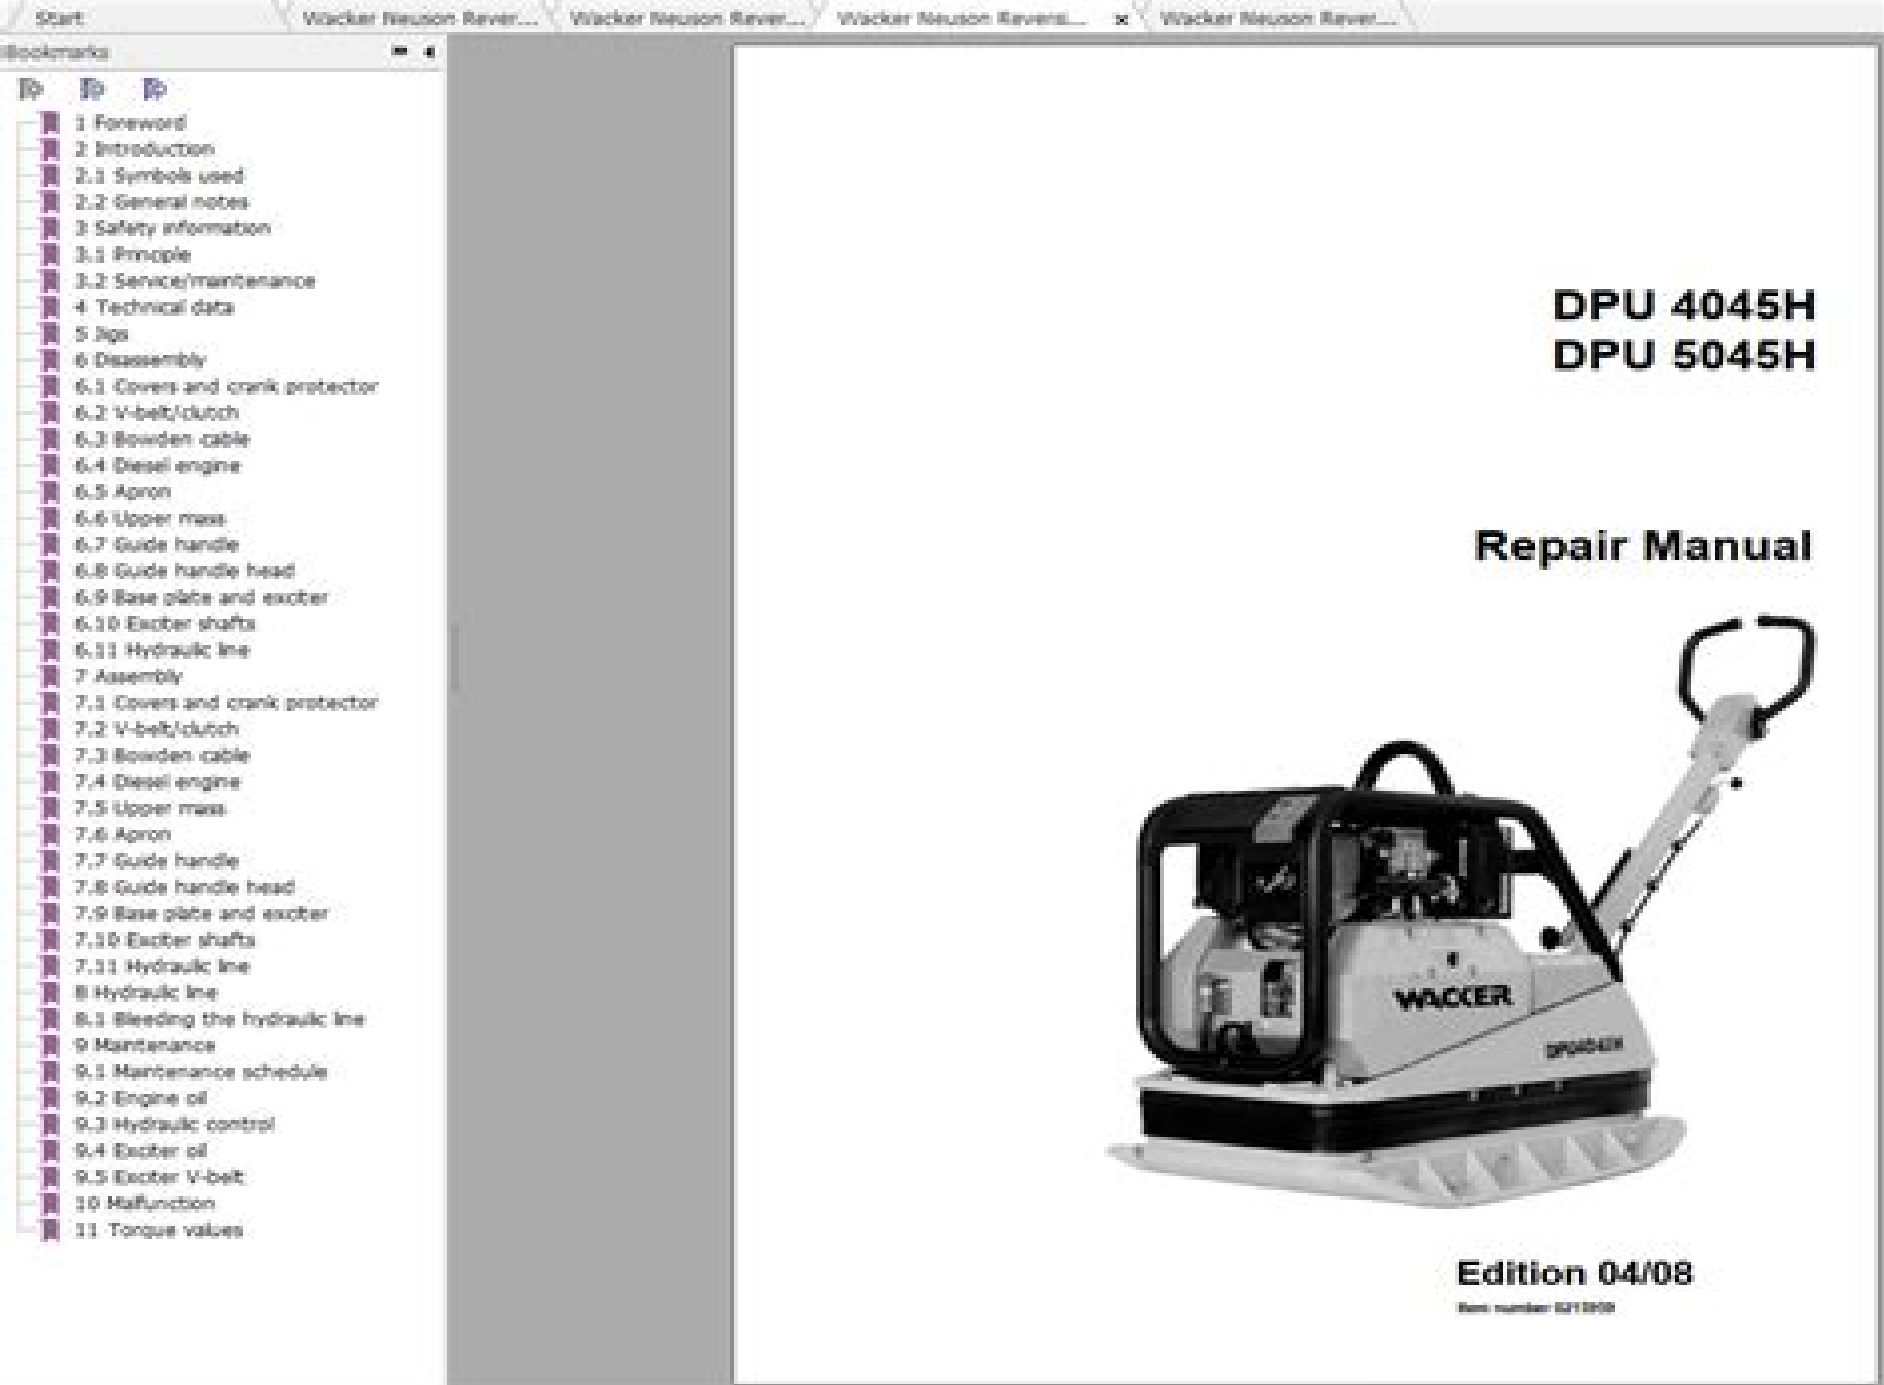 Start
Wacker Neuson Rever...
Wacker Neuson Rever...
Wacker Neuson Revers...
x
Wacker Neuson Rever...
Bookmarks
1 Foreword
2 Introduction
2.1 Symbols used
2.2 General notes
3 Safety information
3.1 Principle
3.2 Service/maintenance
4 Technical data
5 Jigs
6 Disassembly
6.1 Covers and crank protector
6.2 V-belt/clutch
6.3 Bowden cable
6.4 Diesel engine
6.5 Apron
6.6 Upper mass
6.7 Guide handle
6.8 Guide handle head
6.9 Base plate and exciter
6.10 Exciter shafts
6.11 Hydraulic line
7 Assembly
7.1 Covers and crank protector
7.2 V-belt/clutch
7.3 Bowden cable
7.4 Diesel engine
7.5 Upper mass
7.6 Apron
7.7 Guide handle
7.8 Guide handle head
7.9 Base plate and exciter
7.10 Exciter shafts
7.11 Hydraulic line
8 Hydraulic line
8.1 Bleeding the hydraulic line
9 Maintenance
9.1 Maintenance schedule
9.2 Engine oil
9.3 Hydraulic control
9.4 Exciter oil
9.5 Exciter V-belt
10 Malfunction
11 Torque values
DPU 4045H
DPU 5045H
Repair Manual
WACKER
Edition 04/08
Item number